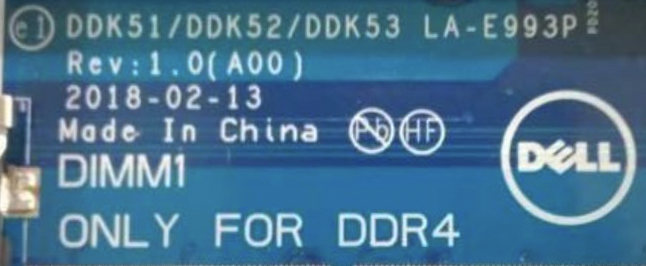 e1 DDK51/DDK52/DDK53 LA-E993P
Rev:1.0(A00)
2018-02-13
Made In China Pb HF
DELL
DIMM1
ONLY FOR DDR4